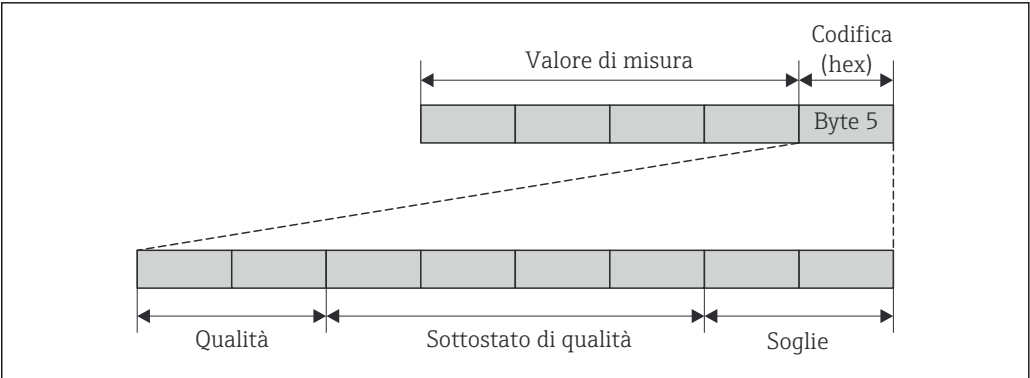 Codifica
Valore di misura
(hex)
Byte 5
Qualità
Sottostato di qualità
Soglie